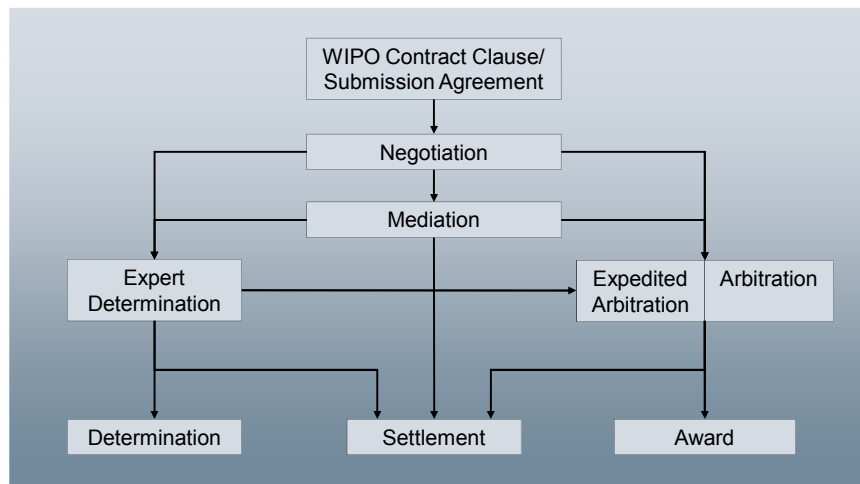 WIPO Contract Clause/
Submission Agreement
Negotiation
Mediation
Expert
Determination
Expedited
Arbitration
Arbitration
Determination
Settlement
Award